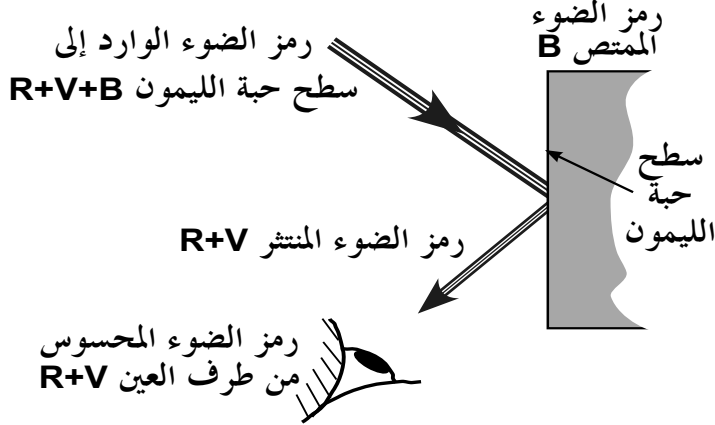 رمز الضوء
الممتص B
رمز الضوء الوارد إلى
سطح حبة الليمون R+V+B
سطح
حبة
الليمون
رمز الضوء المنتثر R+V
رمز الضوء المحسوس
من طرف العين R+V